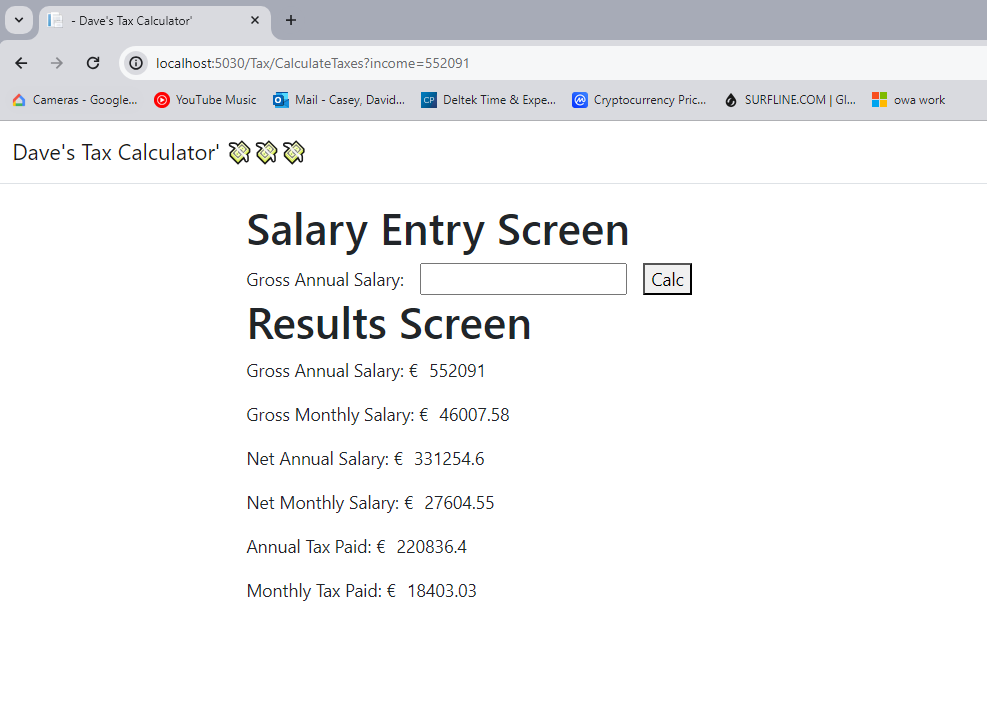 - Dave's Tax Calculator'
localhost:5030/Tax/CalculateTaxes?income=552091
Cameras - Google... YouTube Music Mail - Casey, David... CP Deltek Time & Expe... Cryptocurrency Pric... SURFLINE.COM | Gl... owa work
Dave's Tax Calculator' 💸💸💸
Salary Entry Screen
Gross Annual Salary: Calc
Results Screen
Gross Annual Salary: € 552091
Gross Monthly Salary: € 46007.58
Net Annual Salary: € 331254.6
Net Monthly Salary: € 27604.55
Annual Tax Paid: € 220836.4
Monthly Tax Paid: € 18403.03